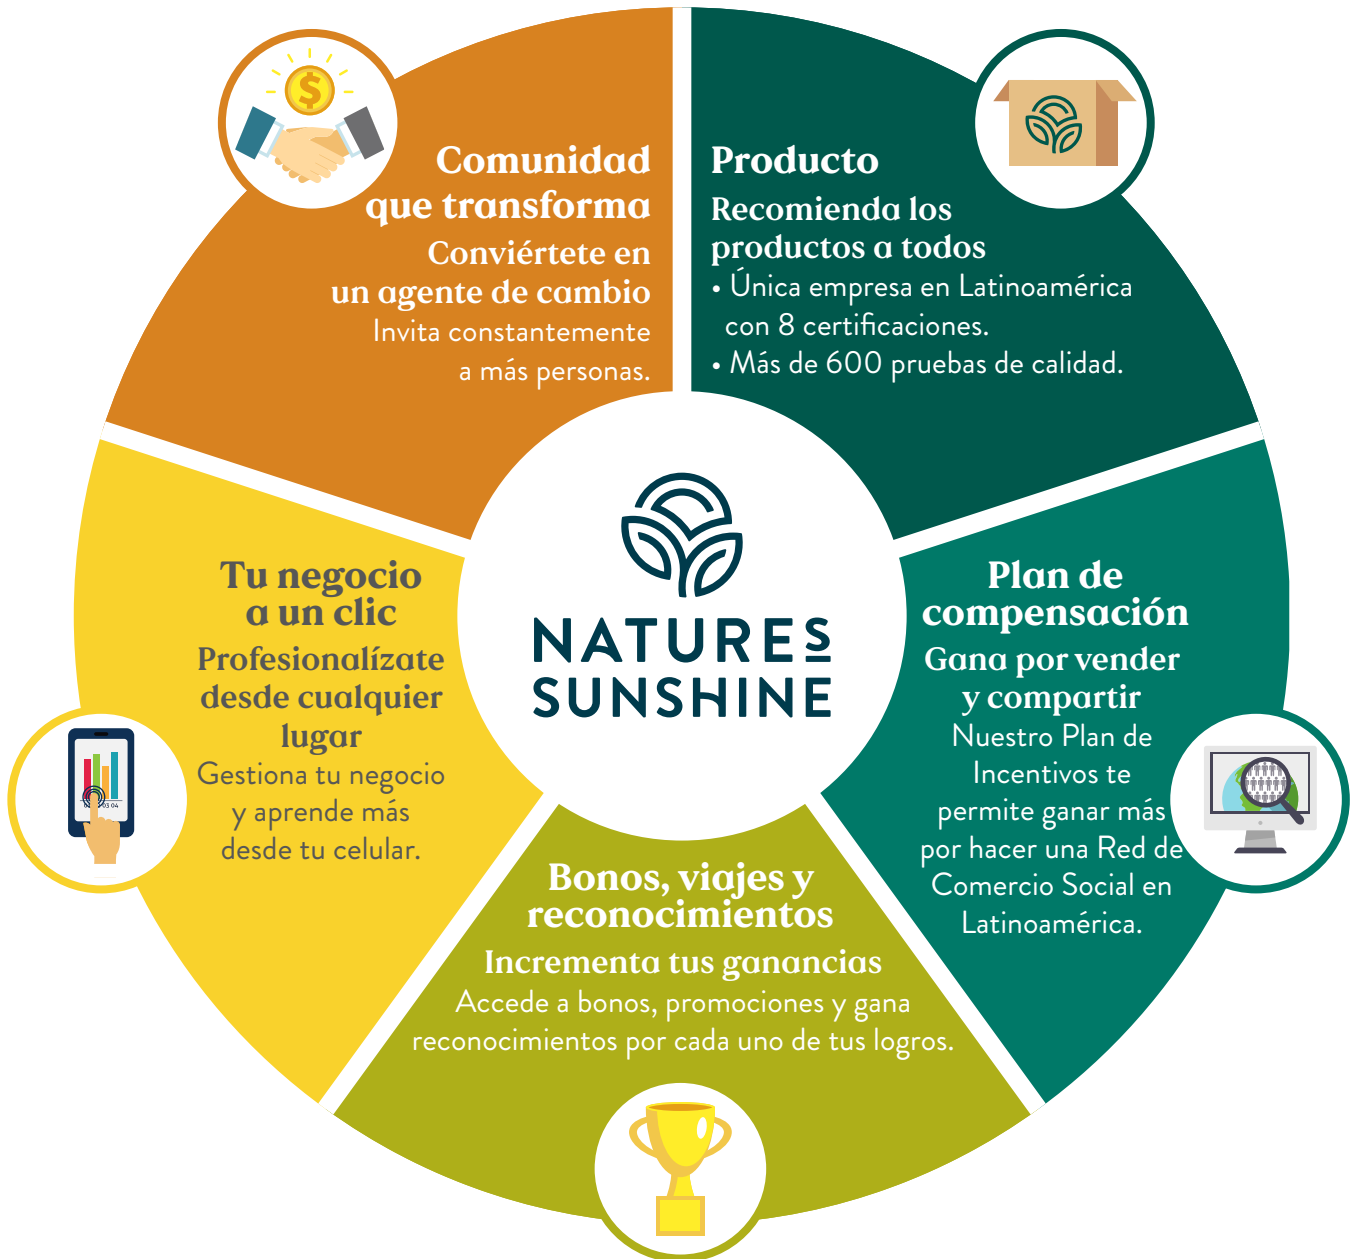 Comunidad
que transforma
Conviértete en
un agente de cambio
Invita constantemente
a más personas.
Producto
Recomienda los
productos a todos
• Única empresa en Latinoamérica
con 8 certificaciones.
• Más de 600 pruebas de calidad.
Plan de
compensación
Gana por vender
y compartir
Nuestro Plan de
Incentivos te
permite ganar más
por hacer una Red de
Comercio Social en
Latinoamérica.
Bonos, viajes y
reconocimientos
Incrementa tus ganancias
Accede a bonos, promociones y gana
reconocimientos por cada uno de tus logros.
Tu negocio
a un clic
Profesionalízate
desde cualquier
lugar
Gestiona tu negocio
y aprende más
desde tu celular.
NATURES
SUNSHINE
$
03 04